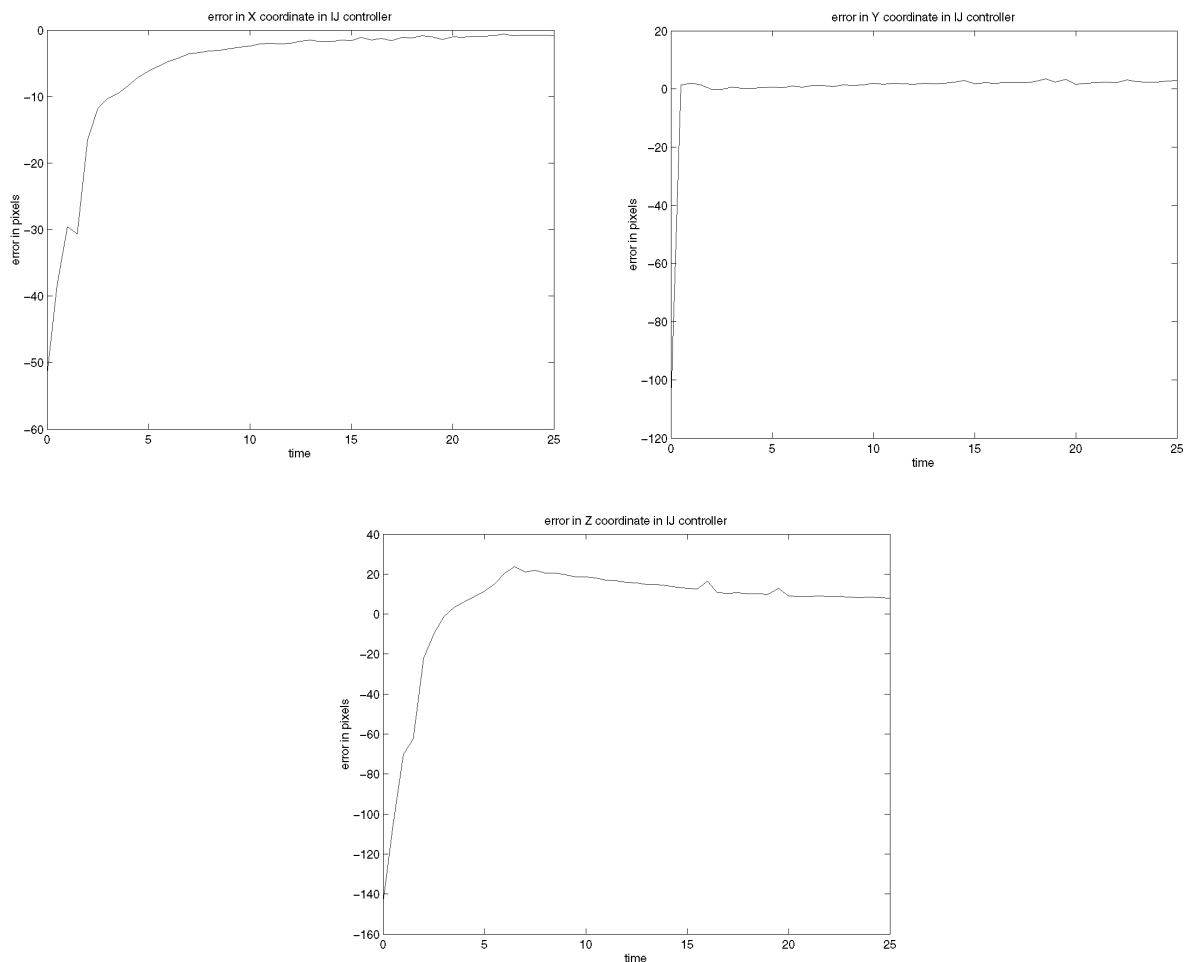 error in X coordinate in IJ controller
0
−10
−20
−30
−40
−50
−60
error in pixels
0 5 10 15 20 25
time
error in Y coordinate in IJ controller
20
0
−20
−40
−60
−80
−100
−120
error in pixels
0 5 10 15 20 25
time
error in Z coordinate in IJ controller
40
20
0
−20
−40
−60
−80
−100
−120
−140
−160
error in pixels
0 5 10 15 20 25
time